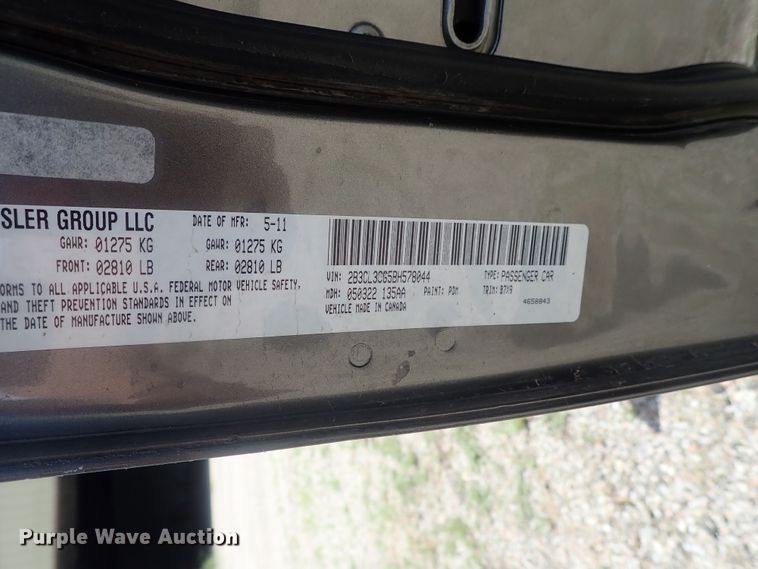 SLER GROUP LLC DATE OF MFR: 5-11
GAWR: 01275 KG GAWR: 01275 KG
FRONT: 02810 LB REAR: 02810 LB
FORMS TO ALL APPLICABLE U.S.A. FEDERAL MOTOR VEHICLE SAFETY,
AND THEFT PREVENTION STANDARDS IN EFFECT ON
THE DATE OF MANUFACTURE SHOWN ABOVE.
VIN: 2B3CL3CG5BH578044 TYPE: PASSENGER CAR
MDH: 050322 135AA PAINT: PDM TRIM: B7X9
VEHICLE MADE IN CANADA 4658843
Purple Wave Auction